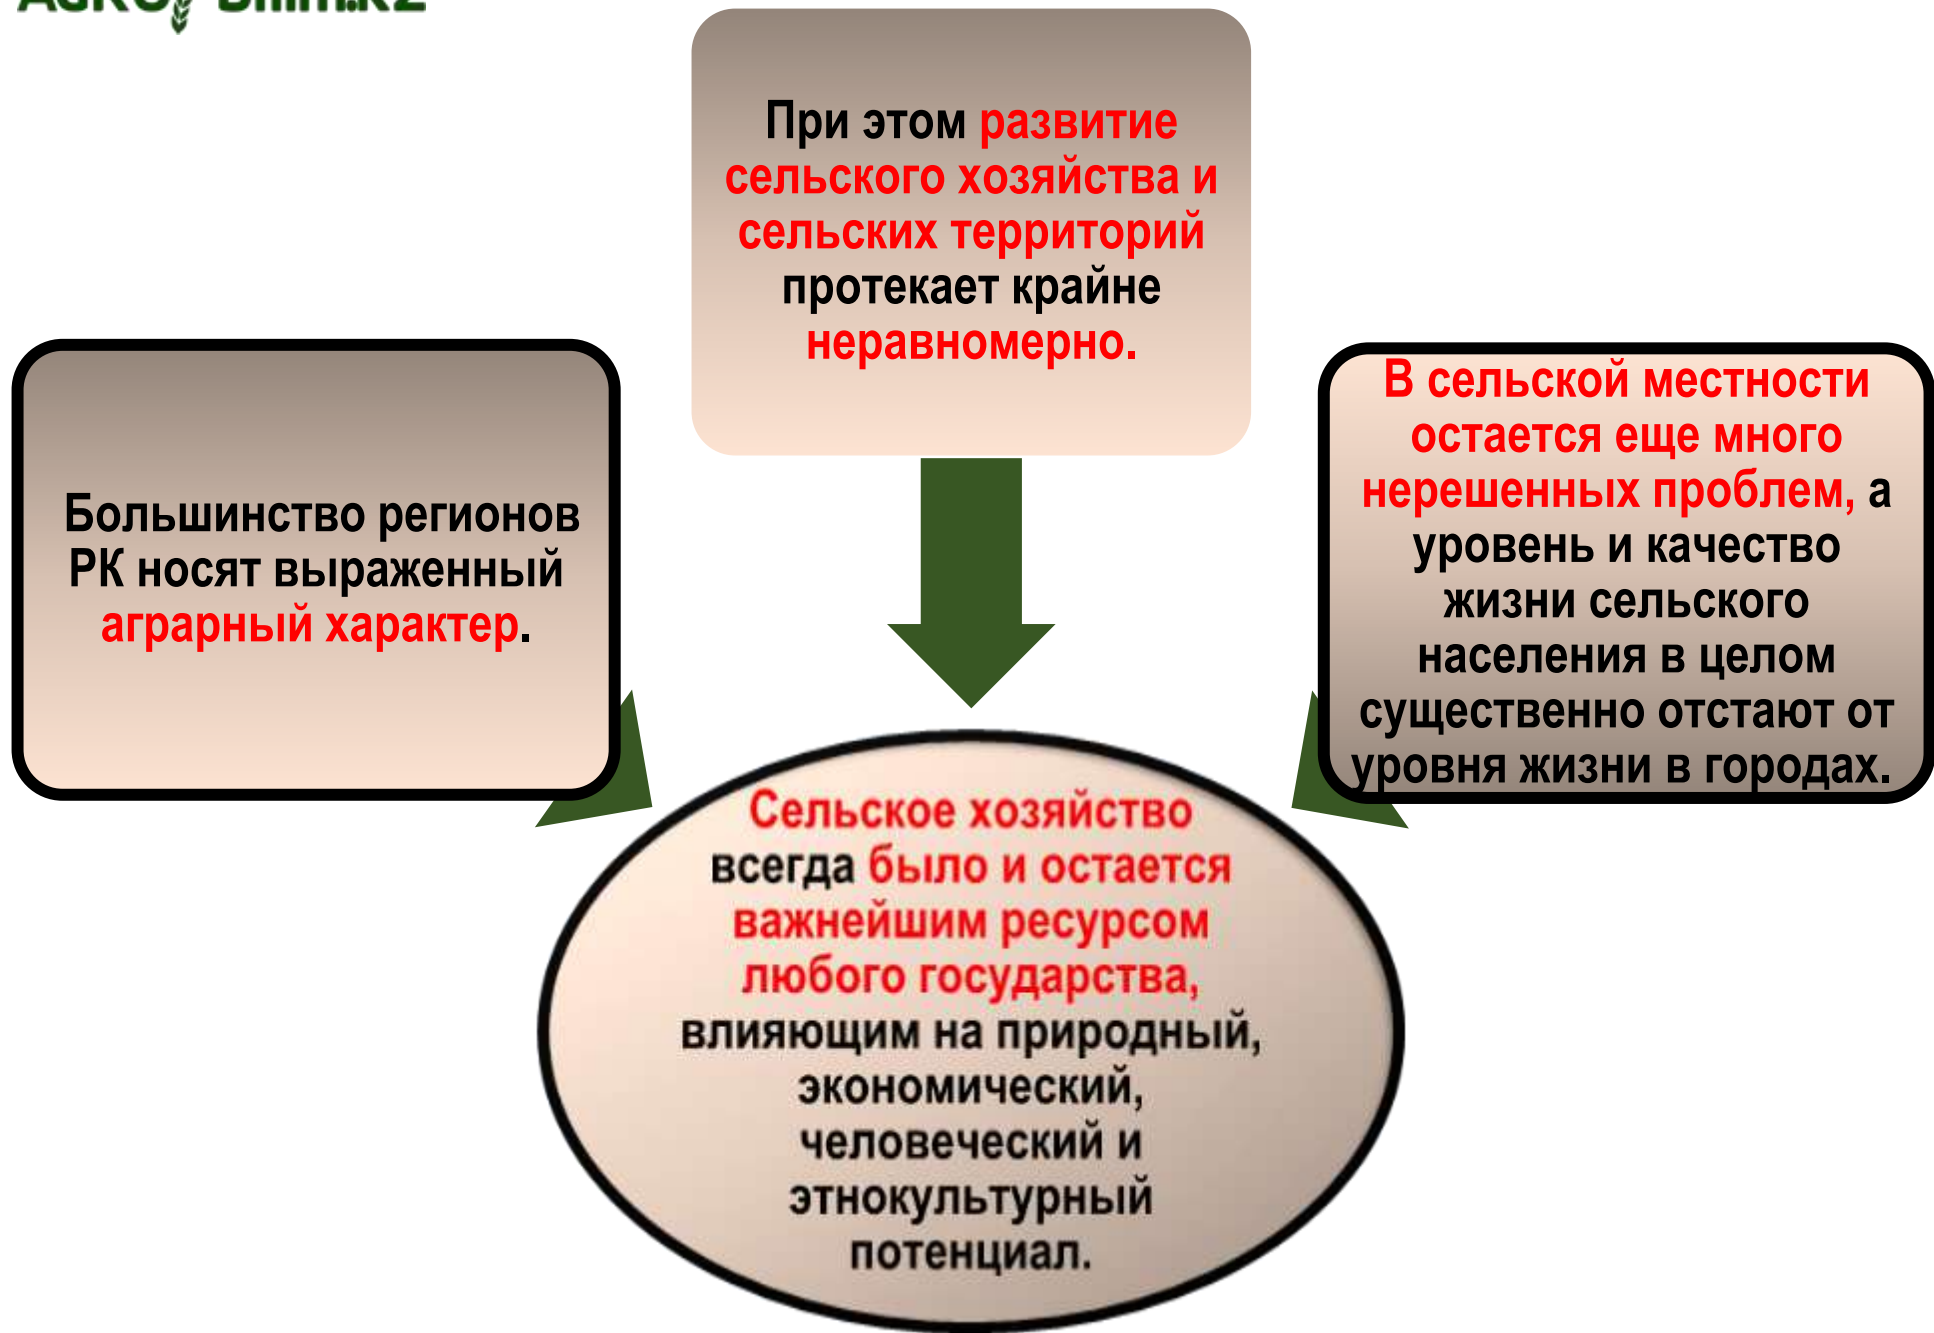 При этом развитие
сельского хозяйства и
сельских территорий
протекает крайне
неравномерно.
Большинство регионов
РК носят выраженный
аграрный характер.
В сельской местности
остается еще много
нерешенных проблем, а
уровень и качество
жизни сельского
населения в целом
существенно отстают от
уровня жизни в городах.
Сельское хозяйство
всегда было и остается
важнейшим ресурсом
любого государства,
влияющим на природный,
экономический,
человеческий и
этнокультурный
потенциал.